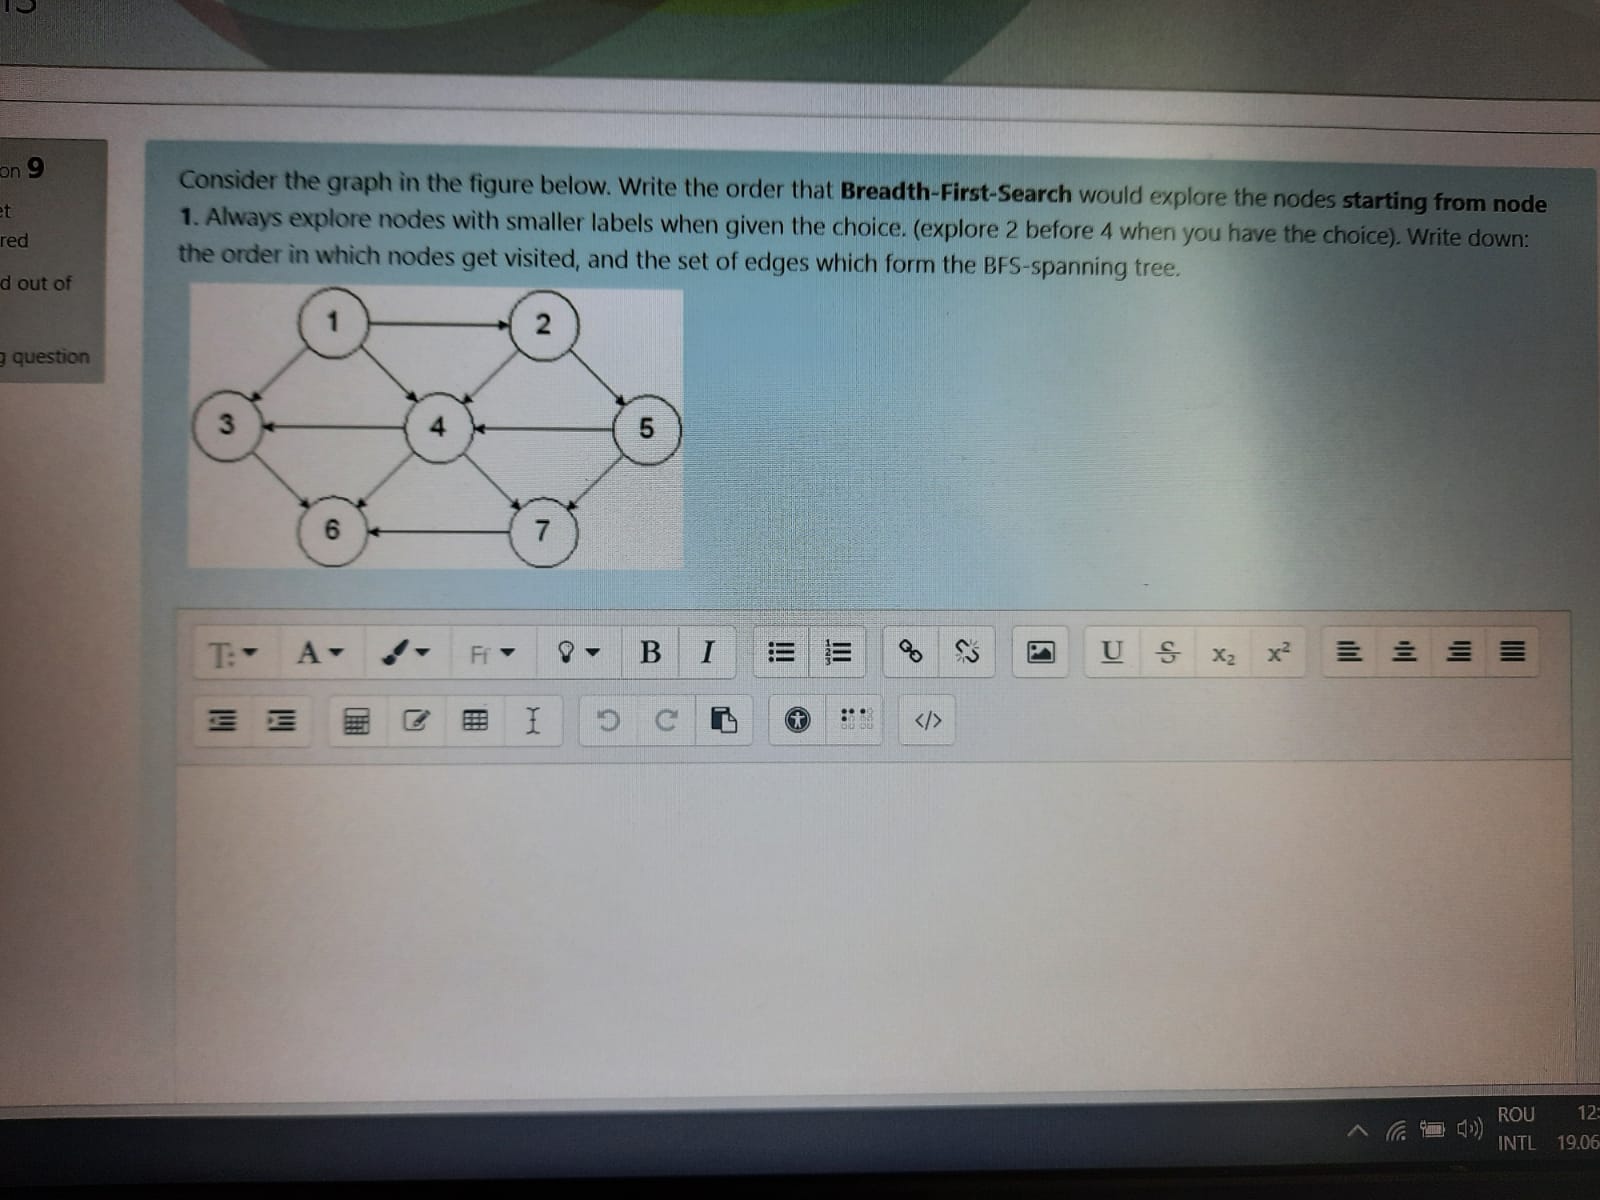 on 9
et
red
d out of
g question
Consider the graph in the figure below. Write the order that Breadth-First-Search would explore the nodes starting from node
1. Always explore nodes with smaller labels when given the choice. (explore 2 before 4 when you have the choice). Write down:
the order in which nodes get visited, and the set of edges which form the BFS-spanning tree.
1 2
3 4 5
6 7
T: A Ff B I U S X₂ X²
</>
ROU 12:
INTL 19.06